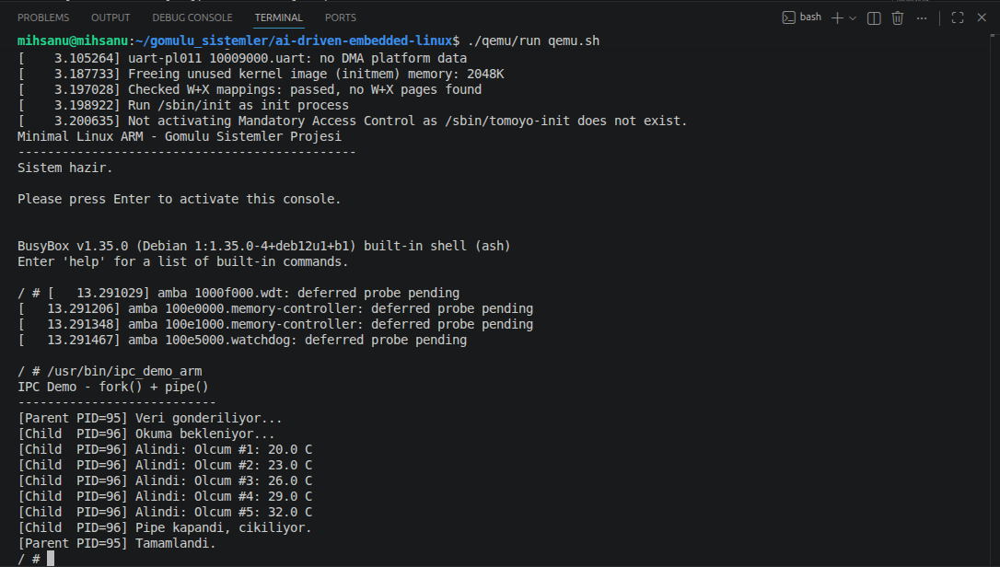 PROBLEMS OUTPUT DEBUG CONSOLE TERMINAL PORTS bash
mihsanu@mihsanu:~/gomulu_sistemler/ai-driven-embedded-linux$ ./qemu/run qemu.sh
[    3.105264] uart-pl011 10009000.uart: no DMA platform data
[    3.187733] Freeing unused kernel image (initmem) memory: 2048K
[    3.197028] Checked W+X mappings: passed, no W+X pages found
[    3.198922] Run /sbin/init as init process
[    3.200635] Not activating Mandatory Access Control as /sbin/tomoyo-init does not exist.
Minimal Linux ARM - Gomulu Sistemler Projesi
----------------------------------------------
Sistem hazir.
Please press Enter to activate this console.
BusyBox v1.35.0 (Debian 1:1.35.0-4+deb12u1+b1) built-in shell (ash)
Enter 'help' for a list of built-in commands.
/ # [   13.291029] amba 1000f000.wdt: deferred probe pending
[   13.291206] amba 100e0000.memory-controller: deferred probe pending
[   13.291348] amba 100e1000.memory-controller: deferred probe pending
[   13.291467] amba 100e5000.watchdog: deferred probe pending
/ # /usr/bin/ipc_demo_arm
IPC Demo - fork() + pipe()
---------------------------
[Parent PID=95] Veri gonderiliyor...
[Child  PID=96] Okuma bekleniyor...
[Child  PID=96] Alindi: Olcum #1: 20.0 C
[Child  PID=96] Alindi: Olcum #2: 23.0 C
[Child  PID=96] Alindi: Olcum #3: 26.0 C
[Child  PID=96] Alindi: Olcum #4: 29.0 C
[Child  PID=96] Alindi: Olcum #5: 32.0 C
[Child  PID=96] Pipe kapandi, cikiliyor.
[Parent PID=95] Tamamlandi.
/ #